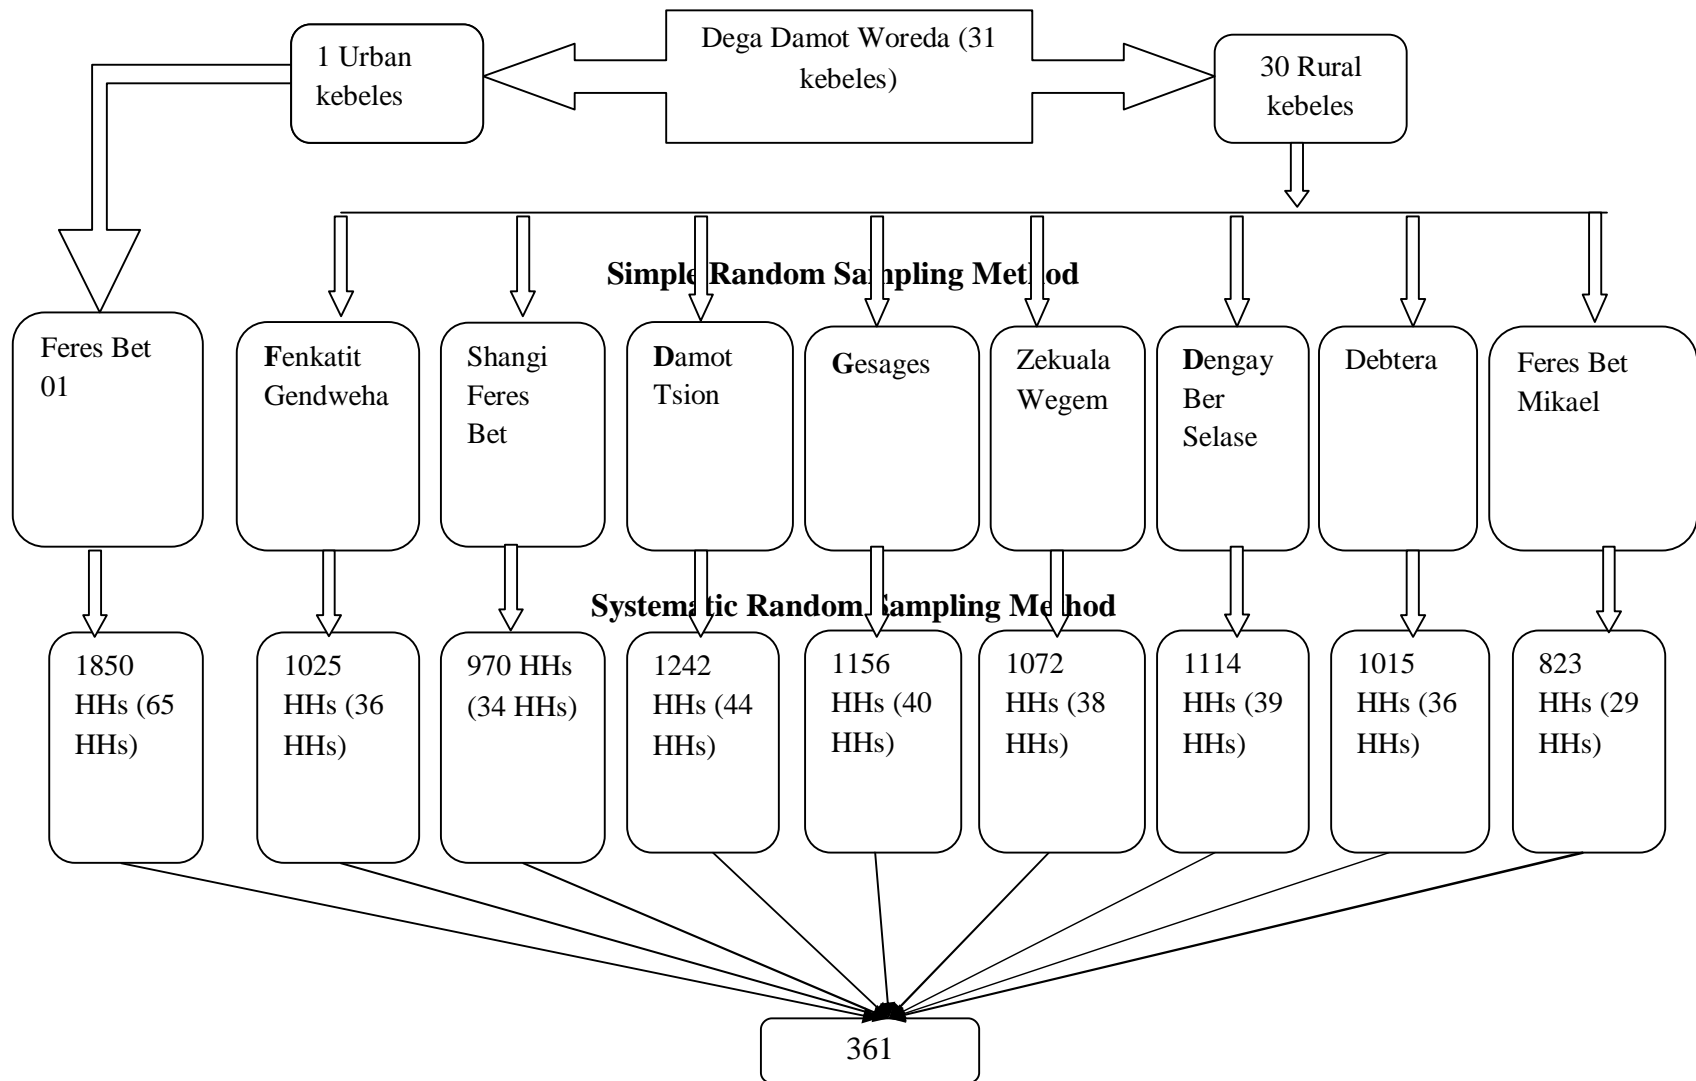 1 Urban
kebeles
Dega Damot Woreda (31
kebeles)
30 Rural
kebeles
Simple Random Sampling Method
Feres Bet
01
Fenkatit
Gendweha
Shangi
Feres
Bet
Damot
Tsion
Gesages
Zekuala
Wegem
Dengay
Ber
Selase
Debtera
Feres Bet
Mikael
Systematic Random Sampling Method
1850
HHs (65
HHs)
1025
HHs (36
HHs)
970 HHs
(34 HHs)
1242
HHs (44
HHs)
1156
HHs (40
HHs)
1072
HHs (38
HHs)
1114
HHs (39
HHs)
1015
HHs (36
HHs)
823
HHs (29
HHs)
361